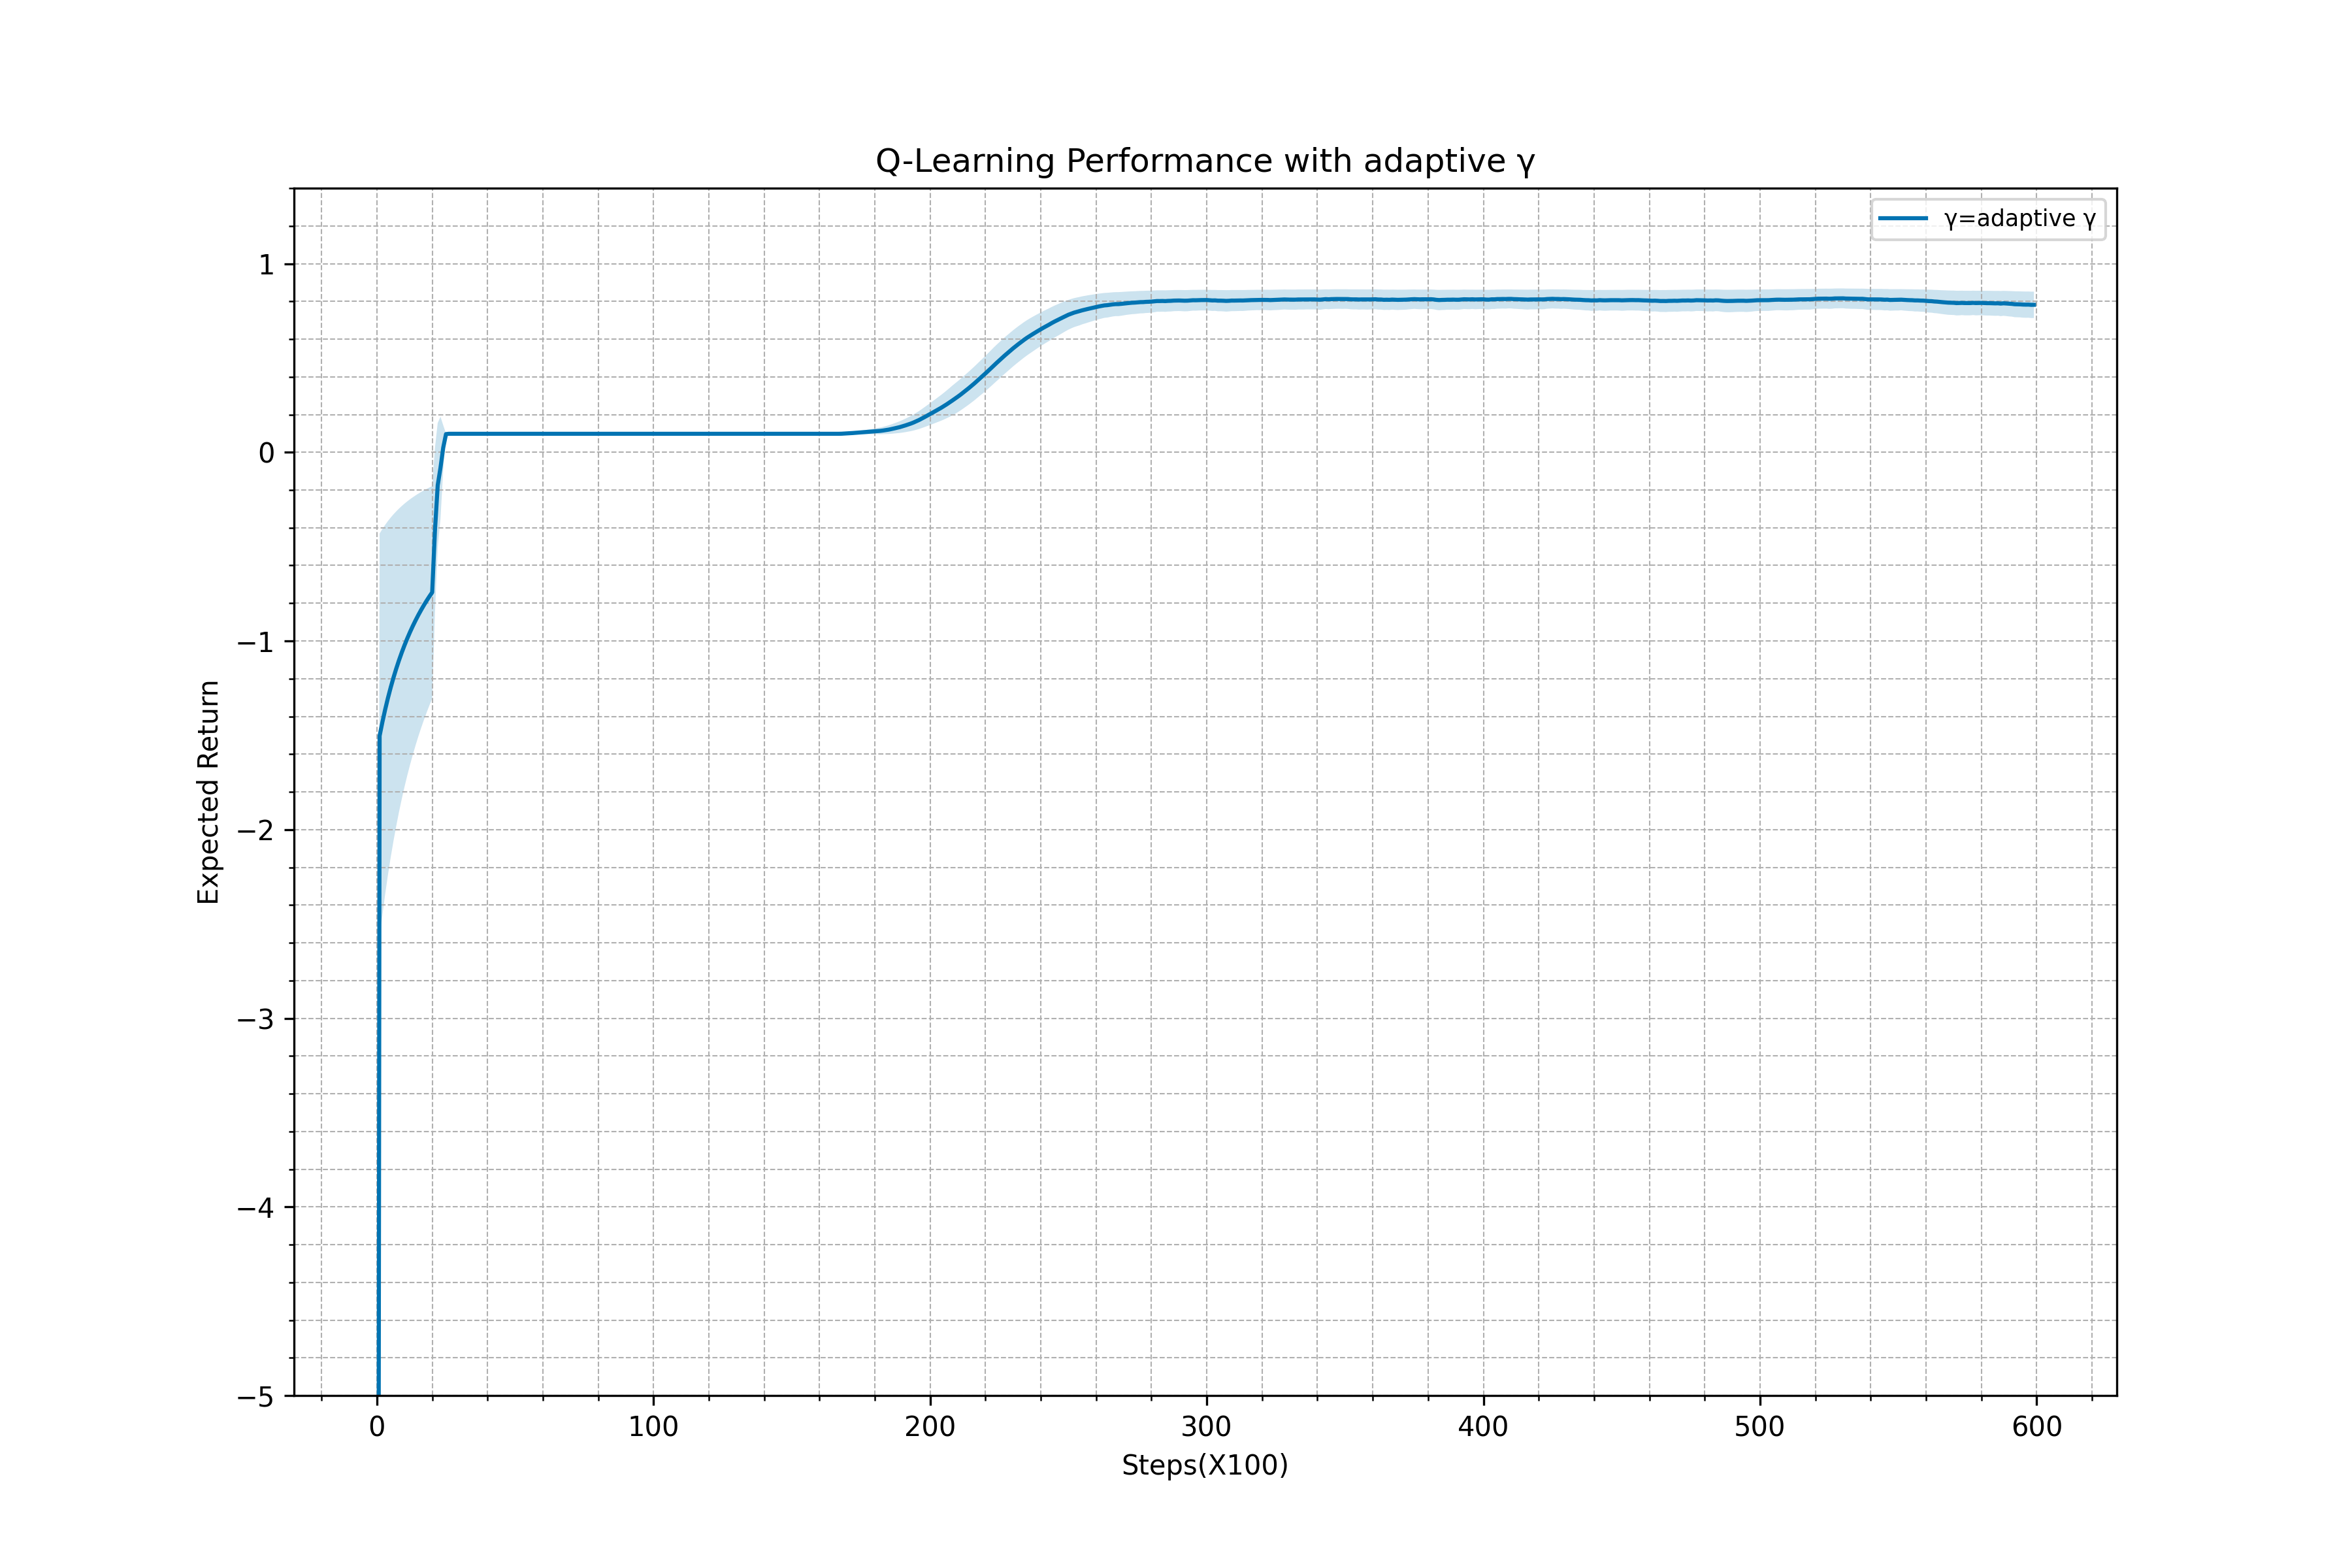 Q-Learning Performance with adaptive γ
γ=adaptive γ
1
0
−1
−2
−3
−4
−5
Expected Return
0 100 200 300 400 500 600
Steps(X100)